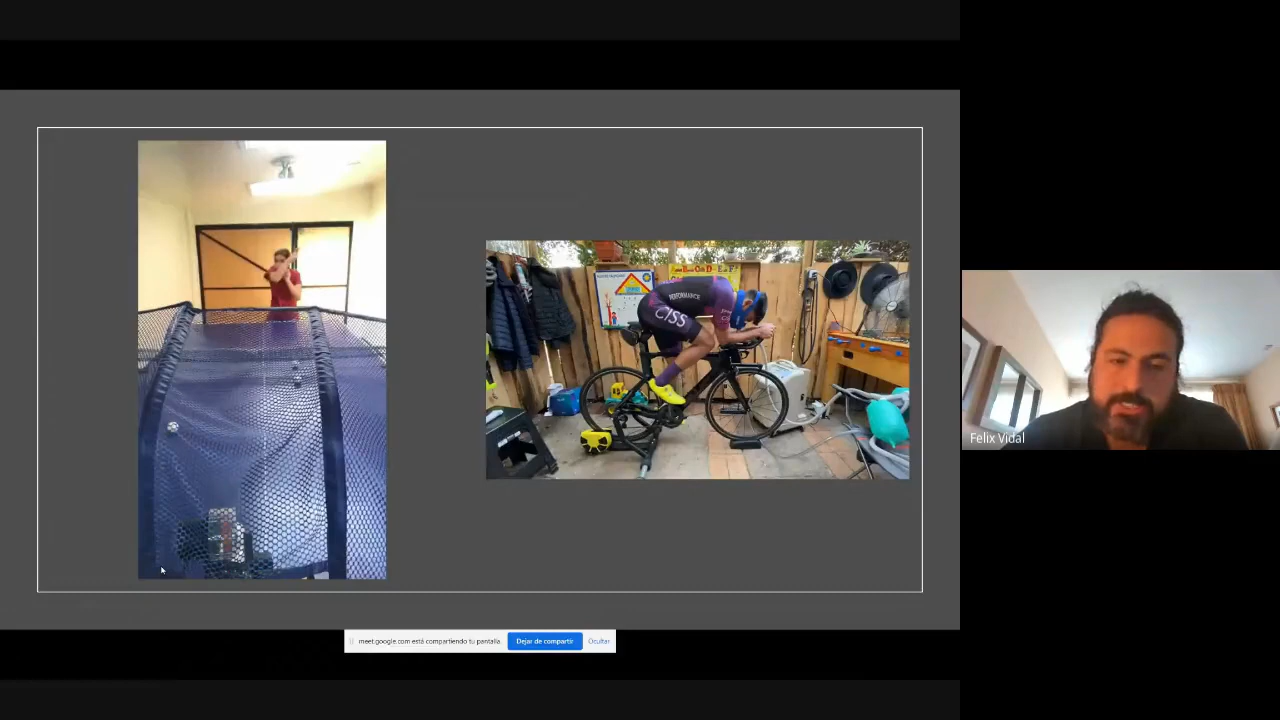 PERFORMANCE
CISS
Felix Vidal
meet.google.com está compartiendo tu pantalla
Dejar de compartir
Ocultar